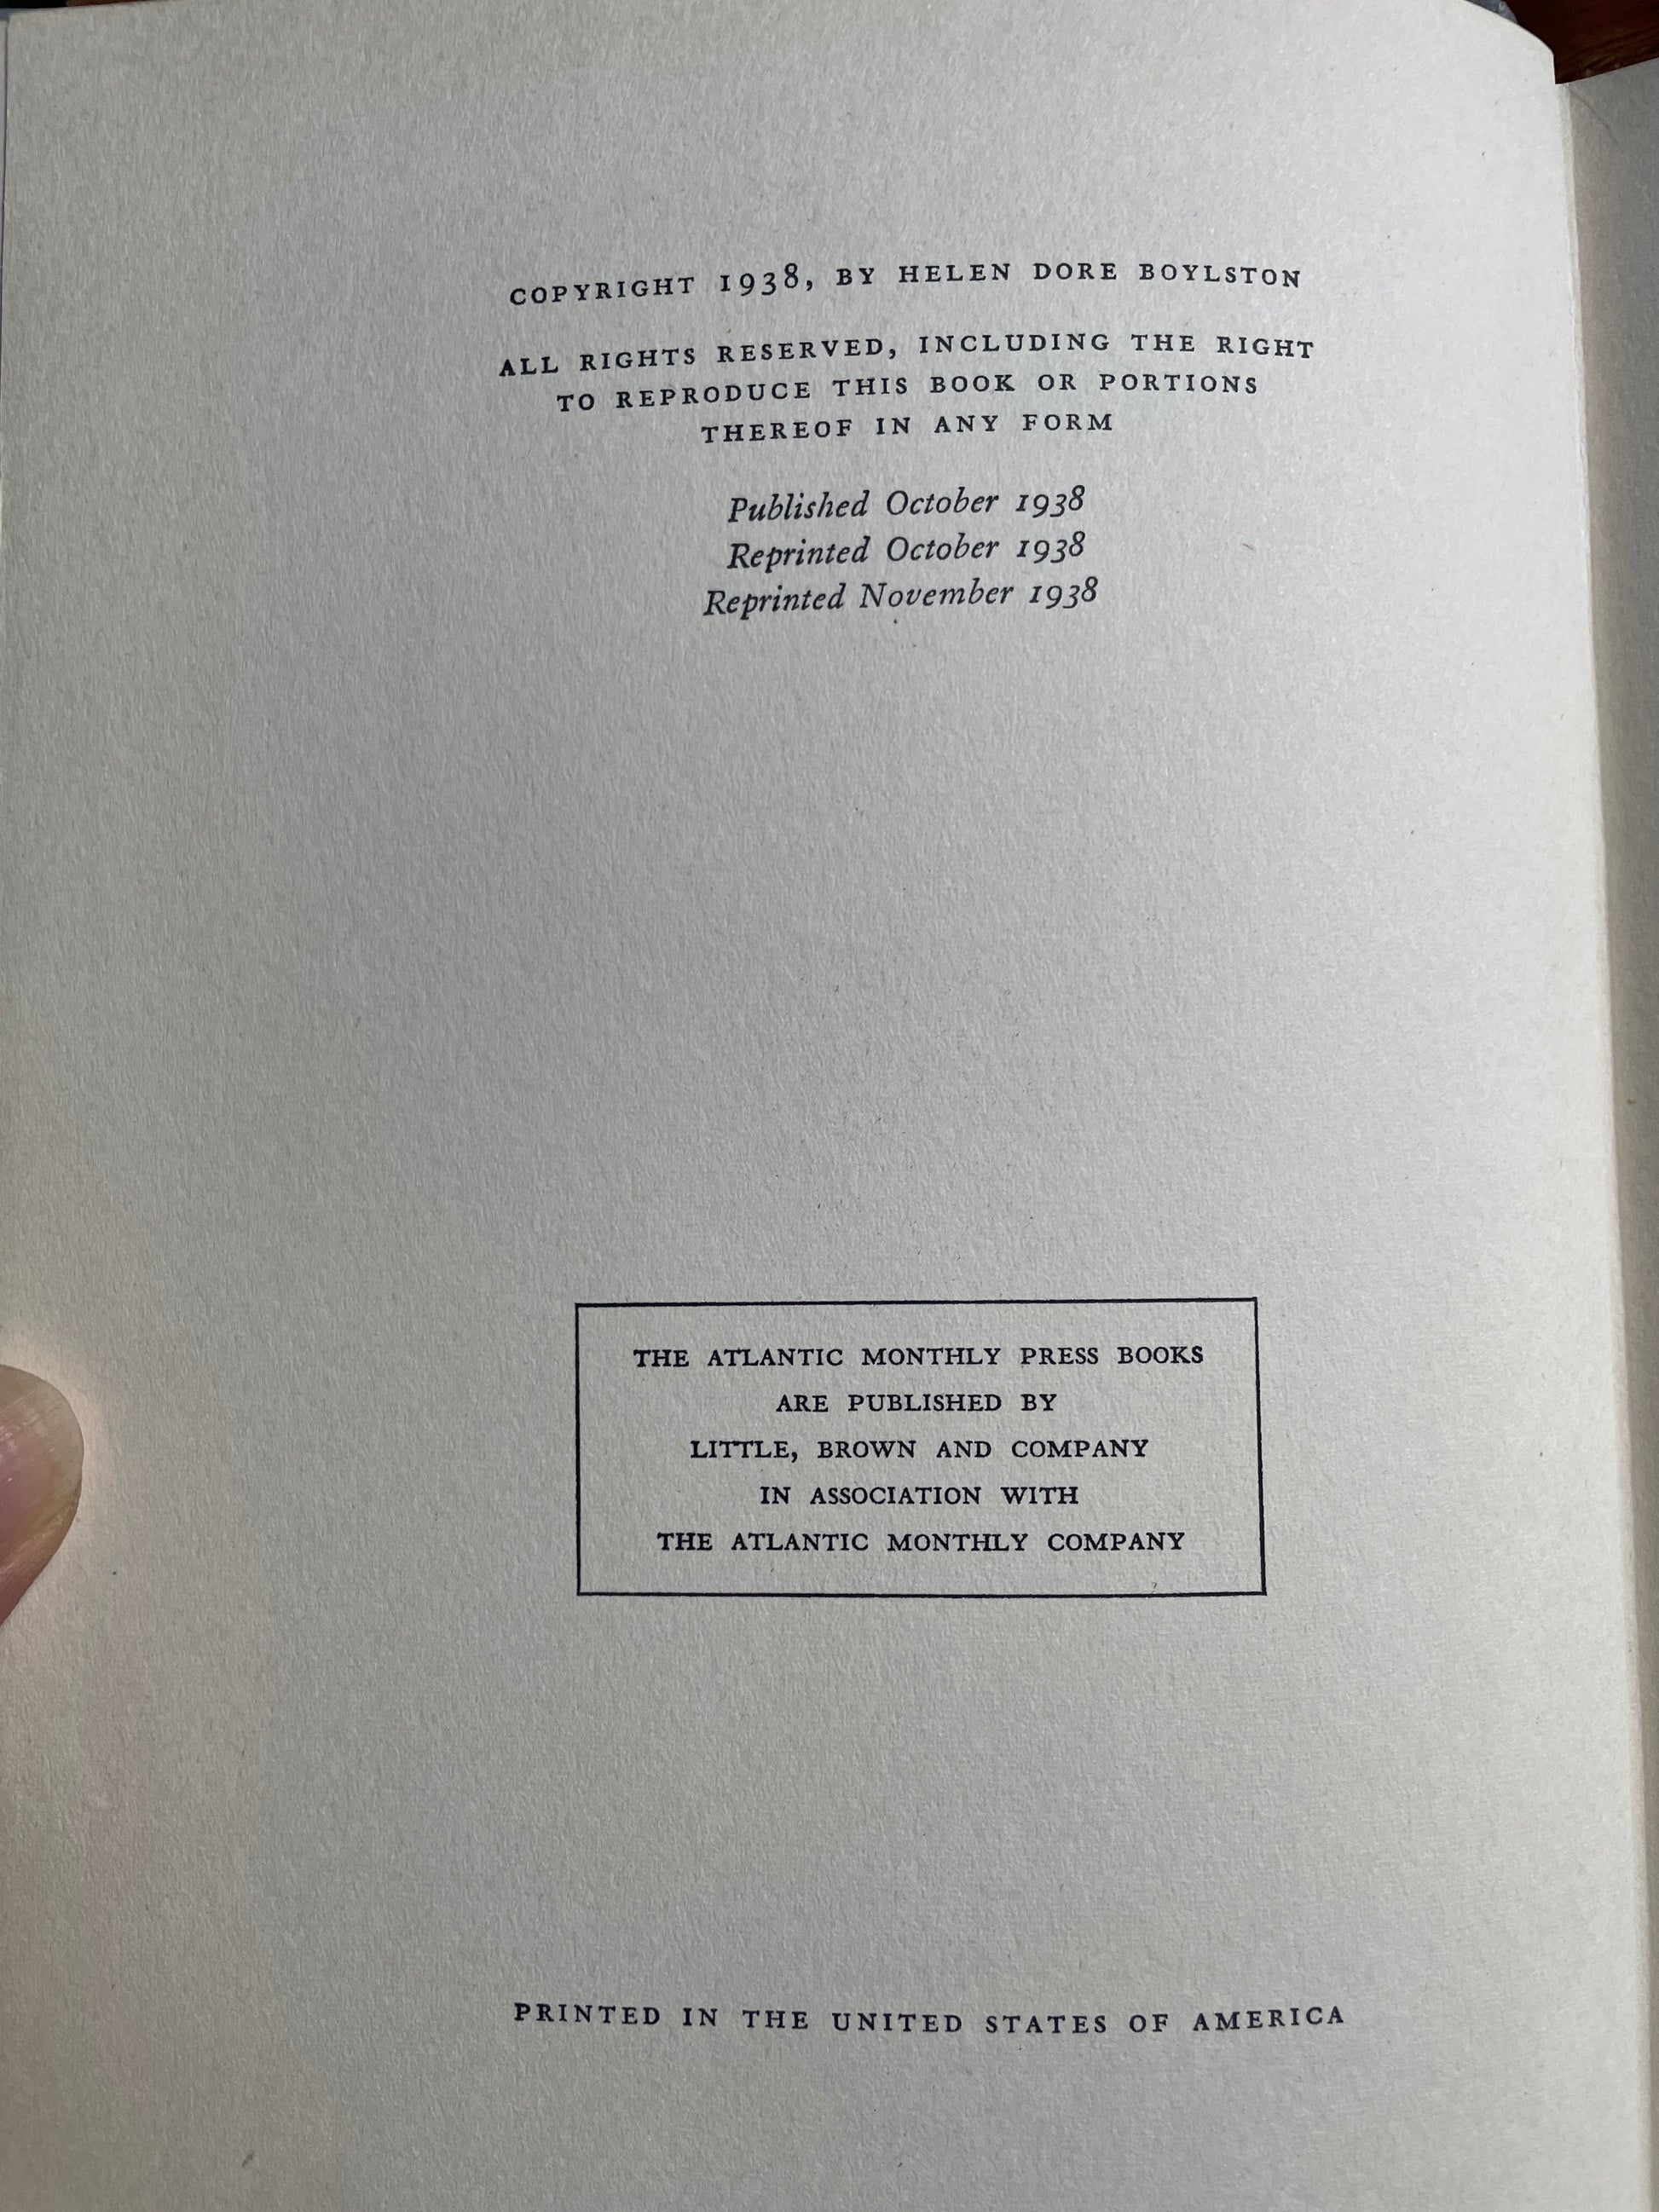 COPYRIGHT 1938, BY HELEN DORE BOYLSTON
ALL RIGHTS RESERVED, INCLUDING THE RIGHT
TO REPRODUCE THIS BOOK OR PORTIONS
THEREOF IN ANY FORM
Published October 1938
Reprinted October 1938
Reprinted November 1938
THE ATLANTIC MONTHLY PRESS BOOKS
ARE PUBLISHED BY
LITTLE, BROWN AND COMPANY
IN ASSOCIATION WITH
THE ATLANTIC MONTHLY COMPANY
PRINTED IN THE UNITED STATES OF AMERICA